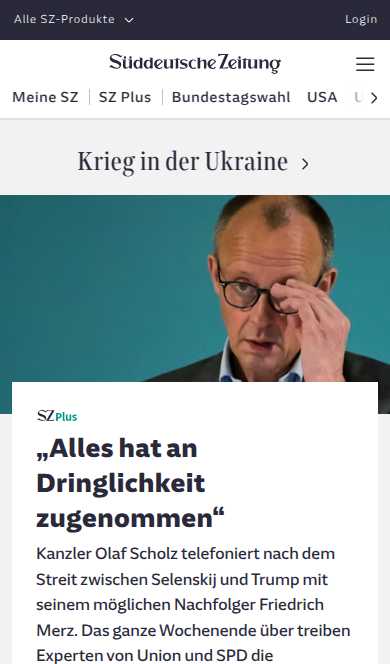 Alle SZ-Produkte
Login
Süddeutsche Zeitung
Meine SZ | SZ Plus | Bundestagswahl USA
Krieg in der Ukraine
SZ Plus
„Alles hat an
Dringlichkeit
zugenommen“
Kanzler Olaf Scholz telefoniert nach dem
Streit zwischen Selenskij und Trump mit
seinem möglichen Nachfolger Friedrich
Merz. Das ganze Wochenende über treiben
Experten von Union und SPD die